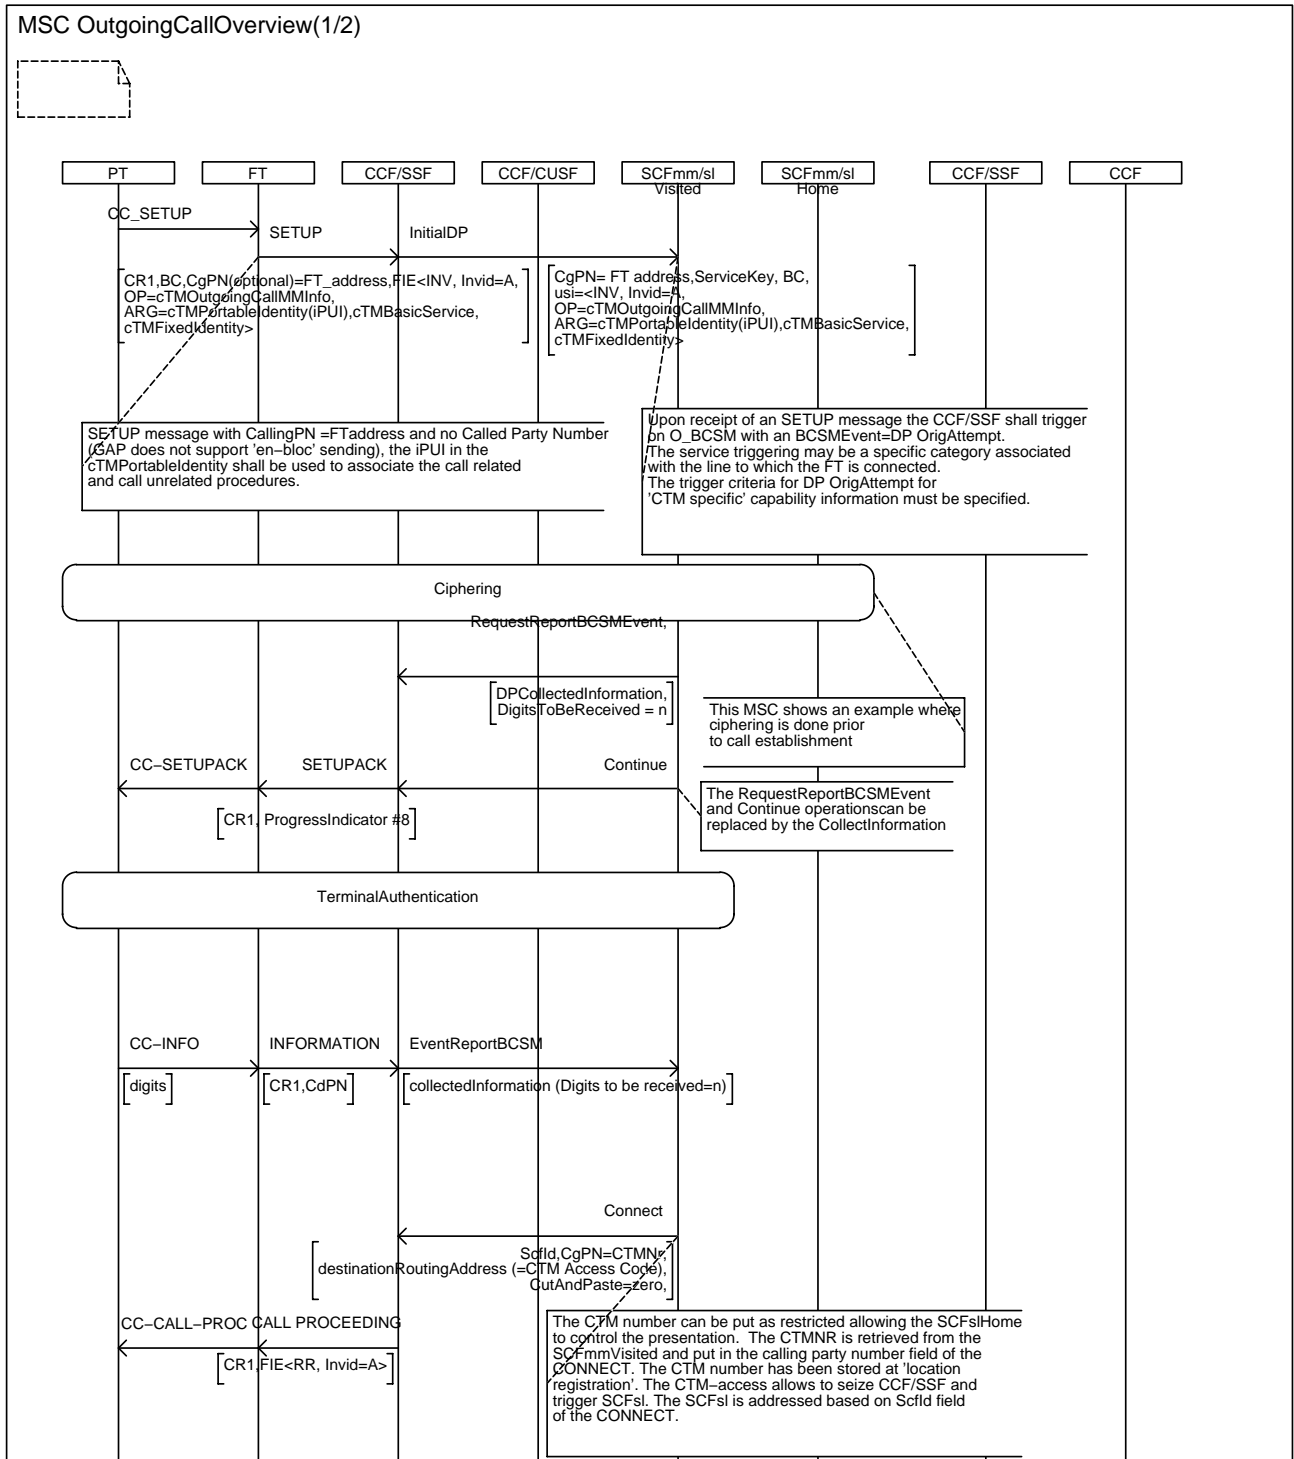 MSC OutgoingCallOverview(1/2)
PT
FT
CCF/SSF
CCF/CUSF
SCFmm/sl
Visited
SCFmm/sl
Home
CCF/SSF
CCF
CC_SETUP
SETUP
InitialDP
CR1,BC,CgPN(optional)=FT_address,FIE<INV, Invid=A,
OP=cTMOutgoingCallMMInfo,
ARG=cTMPortableIdentity(iPUI),cTMBasicService,
cTMFixedIdentity>
CgPN= FT address,ServiceKey, BC,
usi=<INV, Invid=A,
OP=cTMOutgoingCallMMInfo,
ARG=cTMPortableIdentity(iPUI),cTMBasicService,
cTMFixedIdentity>
SETUP message with CallingPN =FTaddress and no Called Party Number
(GAP does not support 'en−bloc' sending), the iPUI in the
cTMPortableIdentity shall be used to associate the call related
and call unrelated procedures.
Upon receipt of an SETUP message the CCF/SSF shall trigger
on O_BCSM with an BCSMEvent=DP OrigAttempt.
The service triggering may be a specific category associated
with the line to which the FT is connected.
The trigger criteria for DP OrigAttempt for
'CTM specific' capability information must be specified.
Ciphering
RequestReportBCSMEvent,
DPCollectedInformation,
DigitsToBeReceived = n
This MSC shows an example where
ciphering is done prior
to call establishment
CC−SETUPACK
SETUPACK
Continue
CR1, ProgressIndicator #8
The RequestReportBCSMEvent
and Continue operationscan be
replaced by the CollectInformation
TerminalAuthentication
CC−INFO
INFORMATION
EventReportBCSM
digits
CR1,CdPN
collectedInformation (Digits to be received=n)
Connect
ScfId,CgPN=CTMNr,
destinationRoutingAddress (=CTM Access Code),
CutAndPaste=zero,
CC−CALL−PROC
CALL PROCEEDING
CR1,FIE<RR, Invid=A>
The CTM number can be put as restricted allowing the SCFslHome
to control the presentation.  The CTMNR is retrieved from the
SCFmmVisited and put in the calling party number field of the
CONNECT. The CTM number has been stored at 'location
registration'. The CTM−access allows to seize CCF/SSF and
trigger SCFsl. The SCFsl is addressed based on ScfId field
of the CONNECT.